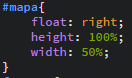 #mapa{
    float: right;
    height: 100%;
    width: 50%;
}